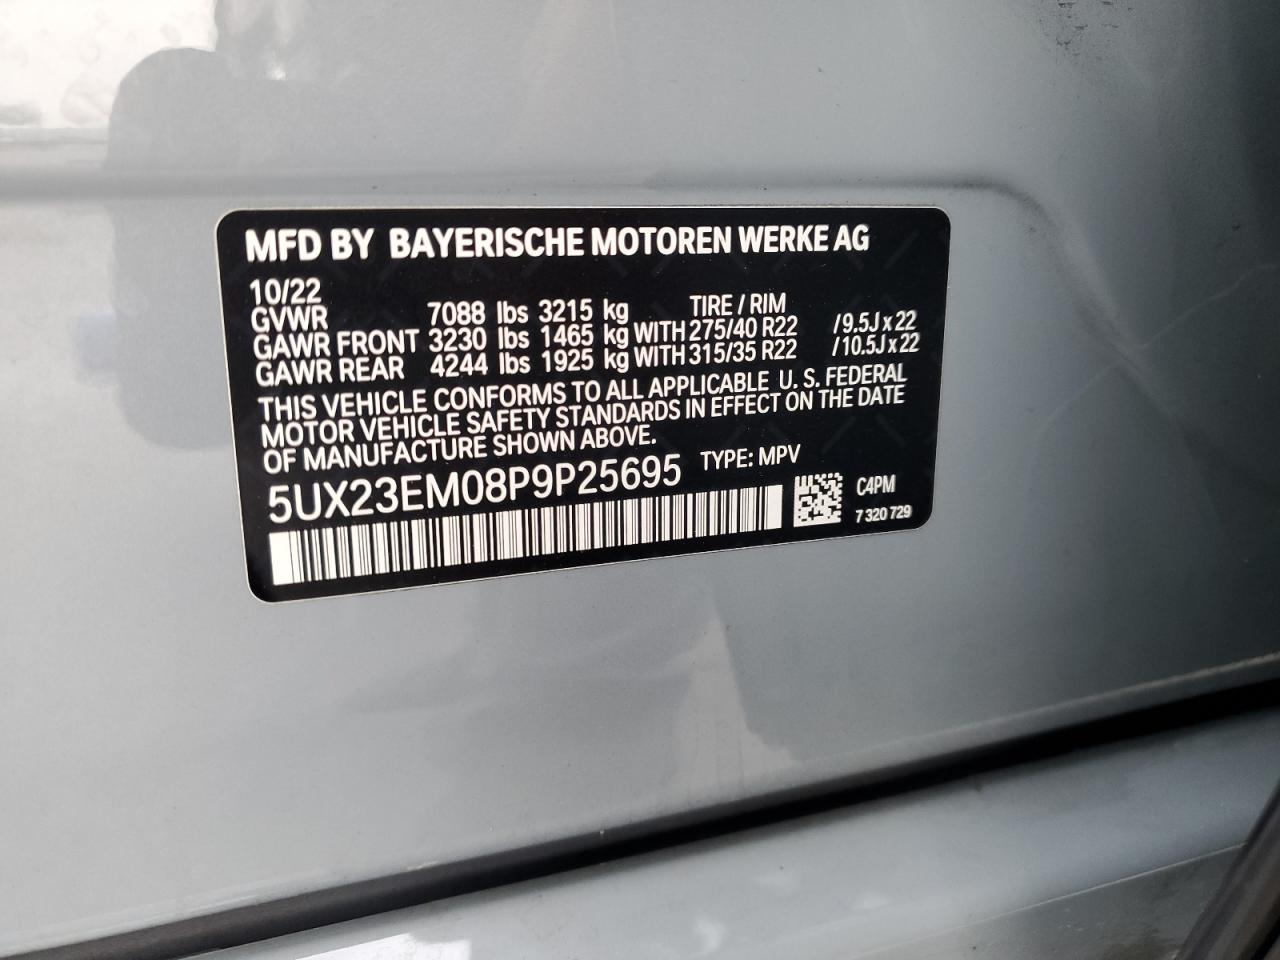 MFD BY BAYERISCHE MOTOREN WERKE AG
10/22
GVWR 7088 lbs 3215 kg TIRE / RIM
GAWR FRONT 3230 lbs 1465 kg WITH 275/40 R22 /9.5J x 22
GAWR REAR 4244 lbs 1925 kg WITH 315/35 R22 /10.5J x 22
THIS VEHICLE CONFORMS TO ALL APPLICABLE U. S. FEDERAL
MOTOR VEHICLE SAFETY STANDARDS IN EFFECT ON THE DATE
OF MANUFACTURE SHOWN ABOVE.
5UX23EM08P9P25695 TYPE: MPV
C4PM
7 320 729